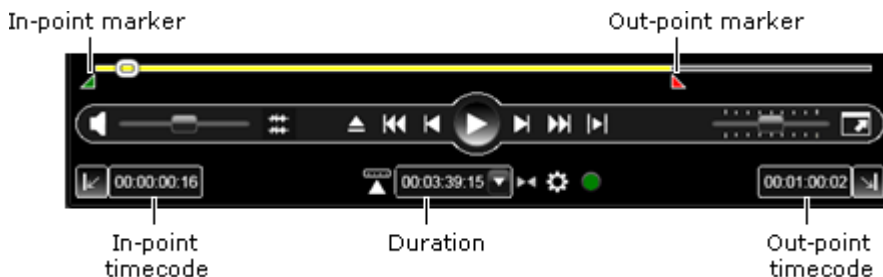 In-point marker
Out-point marker
00:00:00:16
00:03:39:15
00:01:00:02
In-point
timecode
Duration
Out-point
timecode